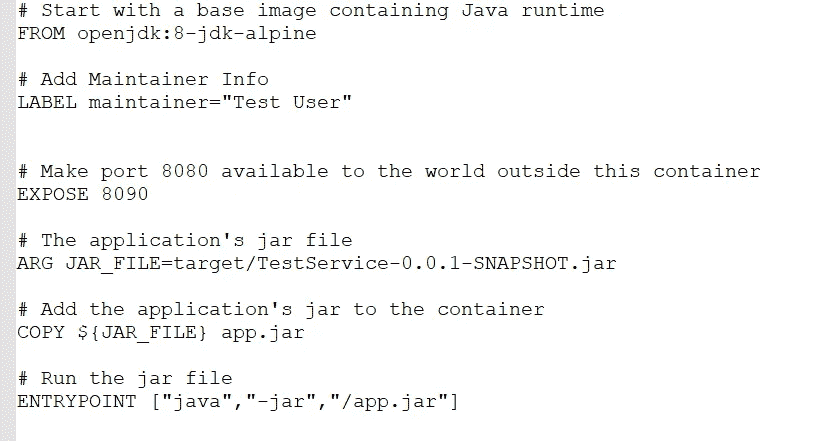 # Start with a base image containing Java runtime
FROM openjdk:8-jdk-alpine
# Add Maintainer Info
LABEL maintainer="Test User"
# Make port 8080 available to the world outside this container
EXPOSE 8090
# The application's jar file
ARG JAR_FILE=target/TestService-0.0.1-SNAPSHOT.jar
# Add the application's jar to the container
COPY ${JAR_FILE} app.jar
# Run the jar file
ENTRYPOINT ["java","-jar","/app.jar"]